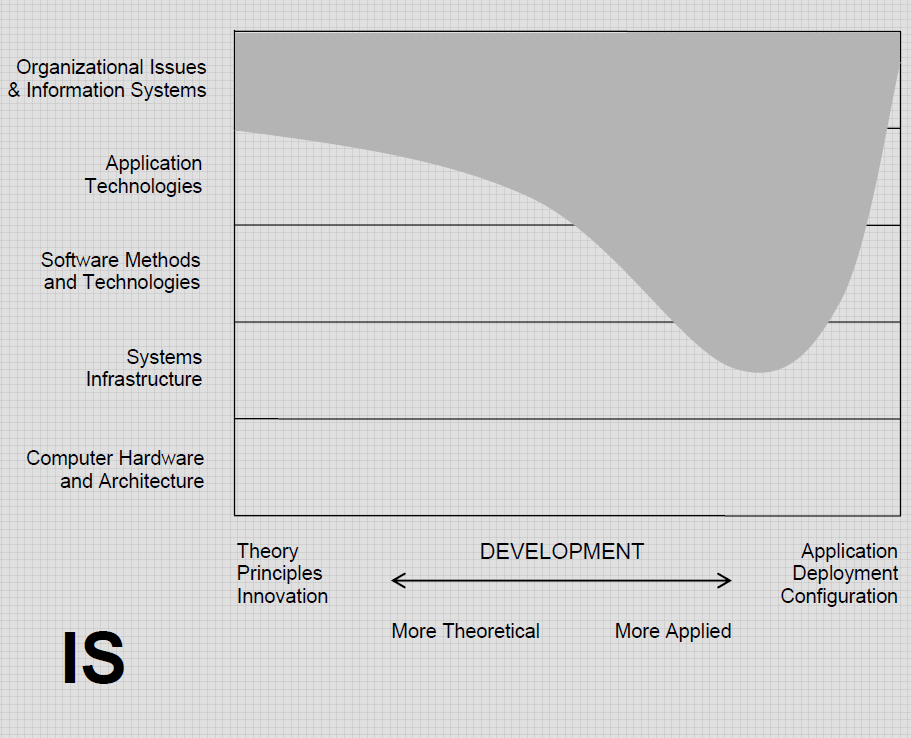 Organizational Issues
& Information Systems
Application
Technologies
Software Methods
and Technologies
Systems
Infrastructure
Computer Hardware
and Architecture
Theory
Principles
Innovation
DEVELOPMENT
More Theoretical
More Applied
Application
Deployment
Configuration
IS